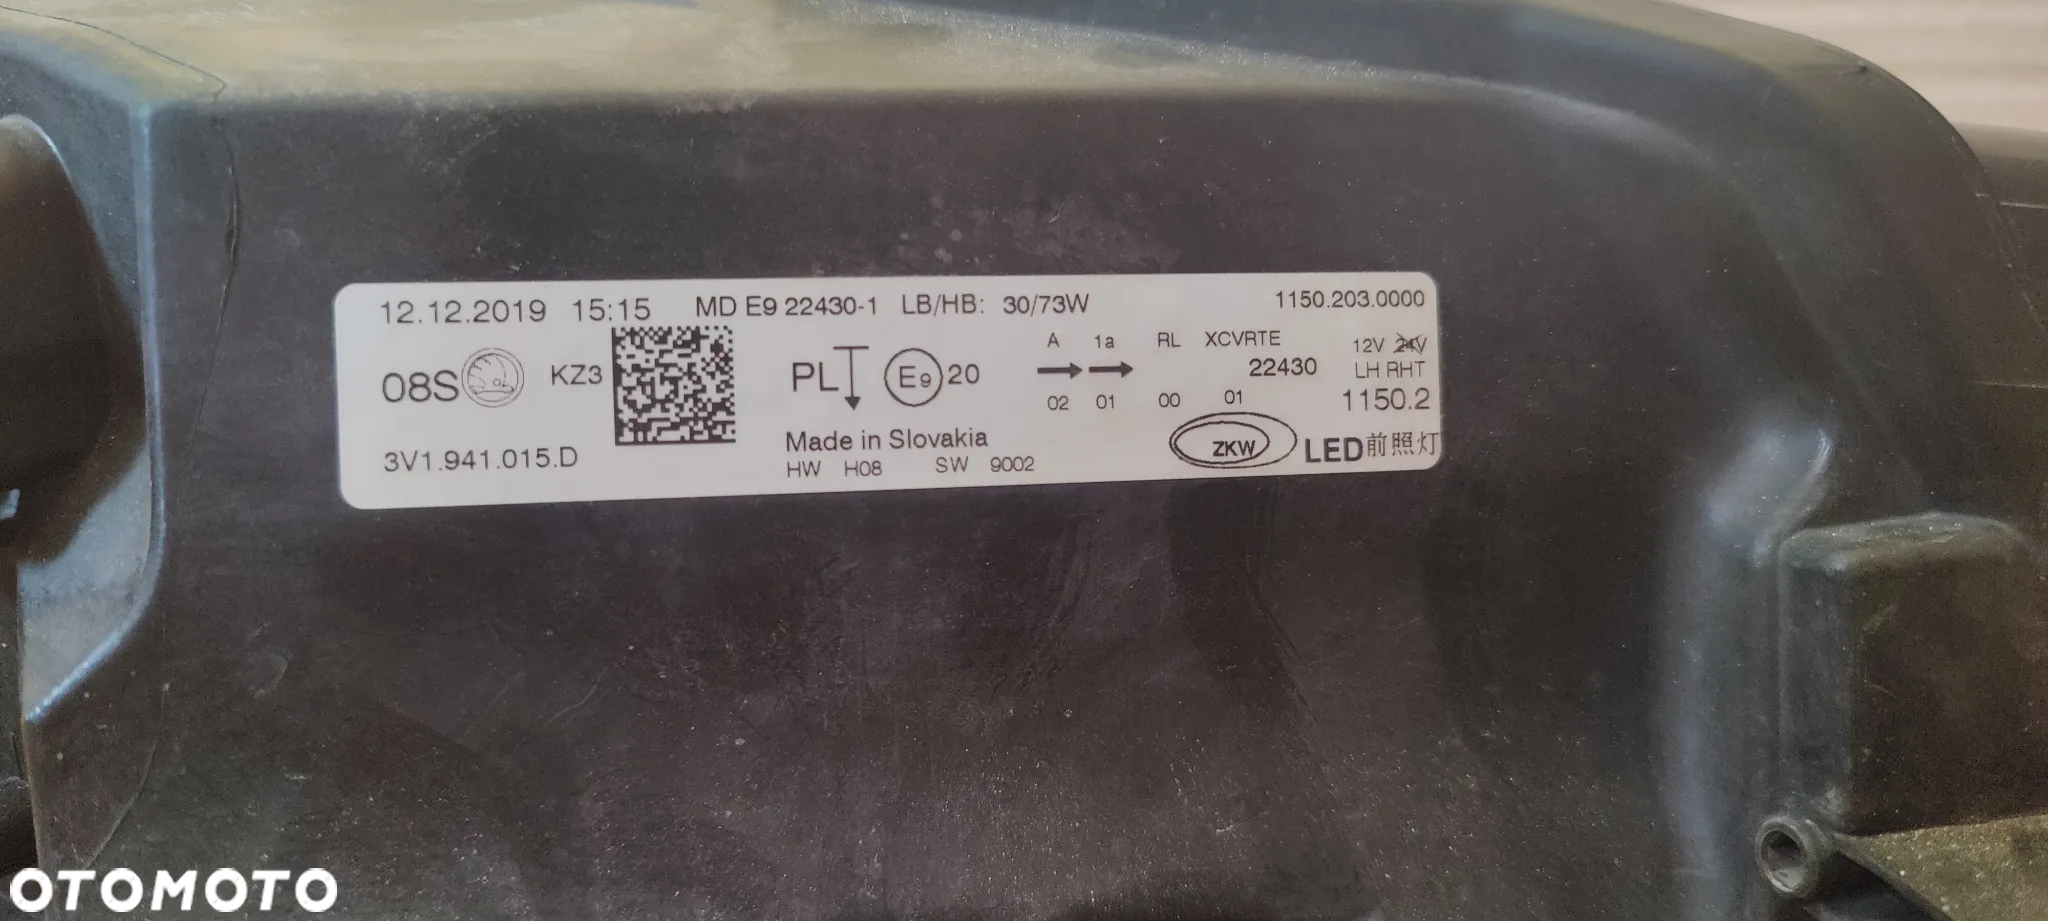 12.12.2019 15:15 MD E9 22430-1 LB/HB: 30/73W 1150.203.0000
A 1a RL XCVRTE 12V 24V
08S KZ3 PL E9 20 22430 LH RHT
02 01 00 01 1150.2
Made in Slovakia
3V1.941.015.D HW H08 SW 9002 ZKW LED前照灯
OTOMOTO